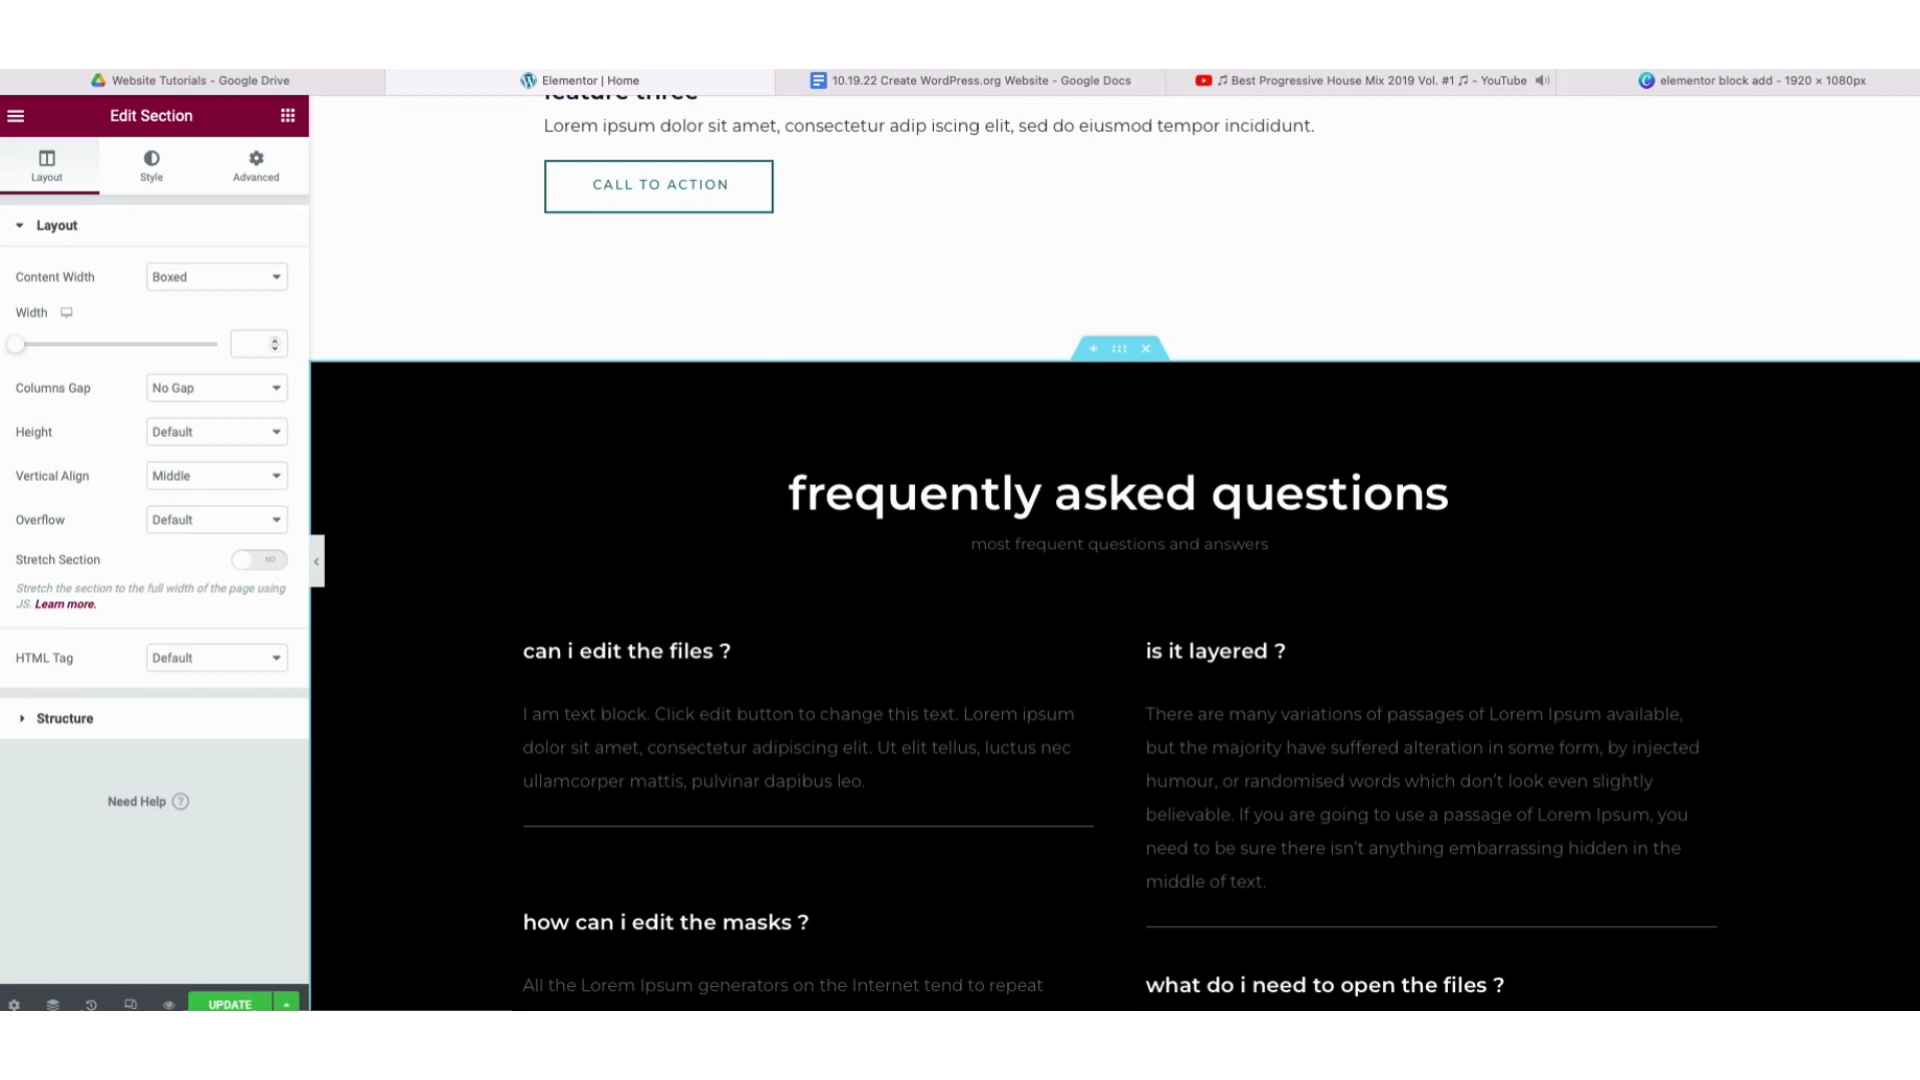 Website Tutorials - Google Drive
Elementor | Home
10.19.22 Create WordPress.org Website - Google Docs
♫ Best Progressive House Mix 2019 Vol. #1 ♫ - YouTube
elementor block add - 1920 × 1080px
Edit Section
Layout
Style
Advanced
Layout
Content Width
Boxed
Width
Columns Gap
No Gap
Height
Default
Vertical Align
Middle
Overflow
Default
Stretch Section
NO
Stretch the section to the full width of the page using
JS. Learn more.
HTML Tag
Default
Structure
Need Help ?
UPDATE
feature three
Lorem ipsum dolor sit amet, consectetur adip iscing elit, sed do eiusmod tempor incididunt.
CALL TO ACTION
frequently asked questions
most frequent questions and answers
can i edit the files ?
I am text block. Click edit button to change this text. Lorem ipsum
dolor sit amet, consectetur adipiscing elit. Ut elit tellus, luctus nec
ullamcorper mattis, pulvinar dapibus leo.
how can i edit the masks ?
All the Lorem Ipsum generators on the Internet tend to repeat
is it layered ?
There are many variations of passages of Lorem Ipsum available,
but the majority have suffered alteration in some form, by injected
humour, or randomised words which don't look even slightly
believable. If you are going to use a passage of Lorem Ipsum, you
need to be sure there isn't anything embarrassing hidden in the
middle of text.
what do i need to open the files ?